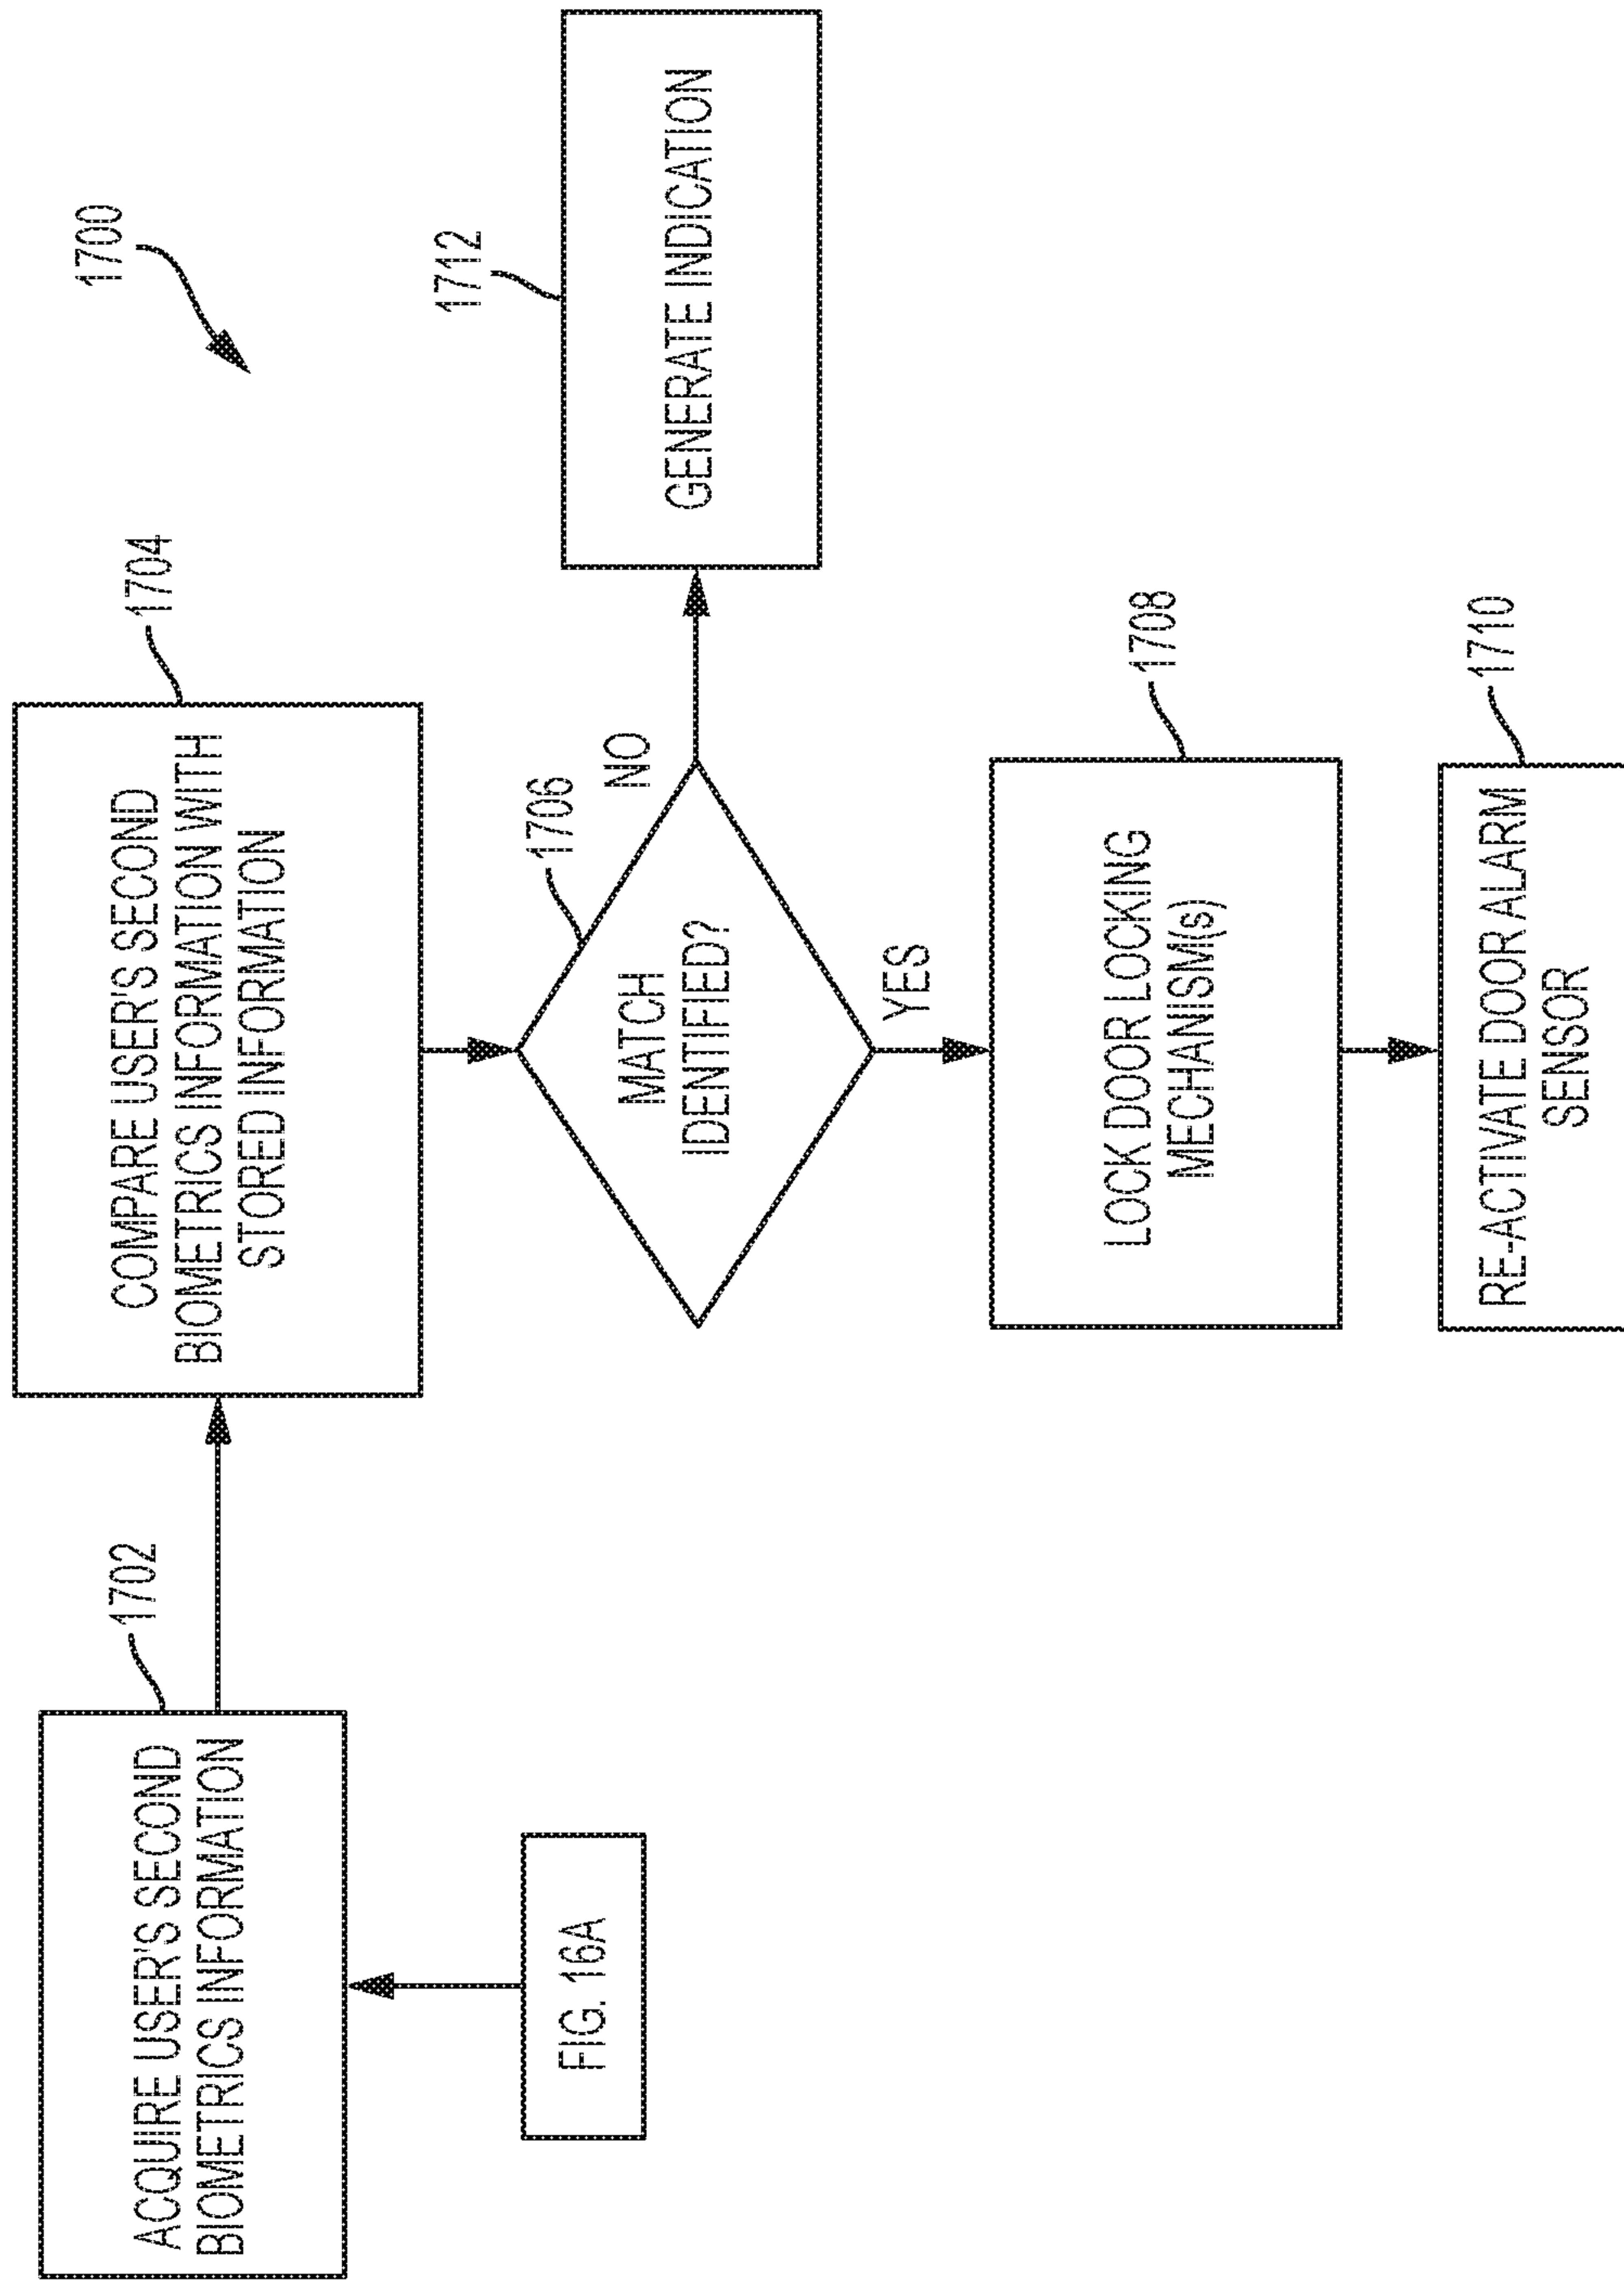 1700
1702
ACQUIRE USER'S SECOND
BIOMETRICS INFORMATION
FIG. 16A
1704
COMPARE USER'S SECOND
BIOMETRICS INFORMATION WITH
STORED INFORMATION
1706
MATCH
IDENTIFIED?
NO
1712
GENERATE INDICATION
YES
1708
LOCK DOOR LOCKING
MECHANISM(s)
1710
RE-ACTIVATE DOOR ALARM
SENSOR